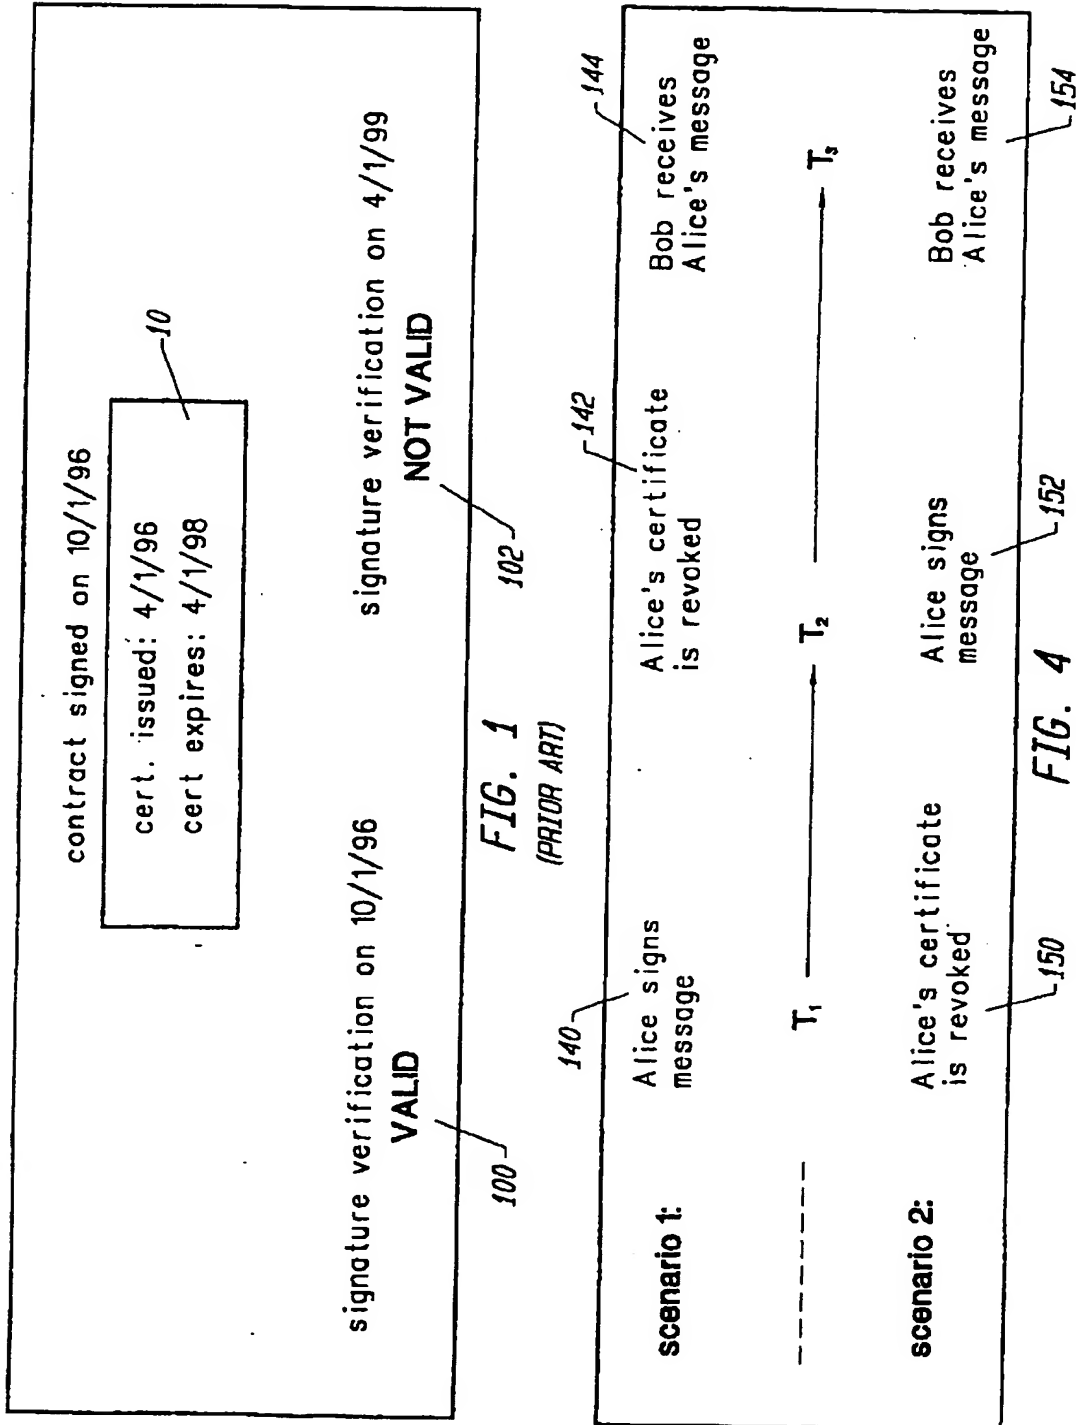 contract signed on 10/1/96
10
cert. issued: 4/1/96
cert expires: 4/1/98
signature verification on 10/1/96
VALID
signature verification on 4/1/99
NOT VALID
100
102
FIG. 1
(PRIOR ART)
140
142
144
scenario 1:
Alice signs
message
Alice's certificate
is revoked
Bob receives
Alice's message
T₁
T₂
T₃
scenario 2:
Alice's certificate
is revoked
Alice signs
message
Bob receives
Alice's message
150
152
154
FIG. 4